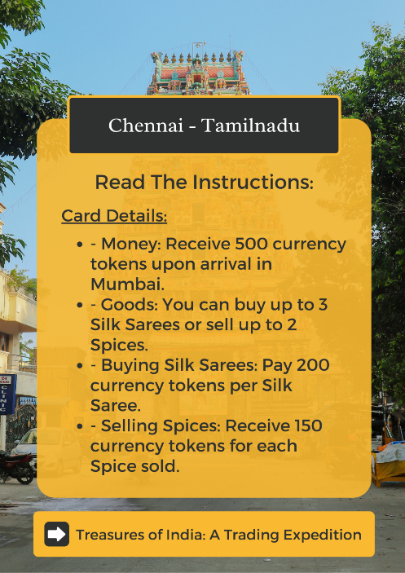 Chennai - Tamilnadu
Read The Instructions:
Card Details:
• - Money: Receive 500 currency
tokens upon arrival in
Mumbai.
• - Goods: You can buy up to 3
Silk Sarees or sell up to 2
Spices.
• - Buying Silk Sarees: Pay 200
currency tokens per Silk
Saree.
• - Selling Spices: Receive 150
currency tokens for each
Spice sold.
CLINIC
Treasures of India: A Trading Expedition